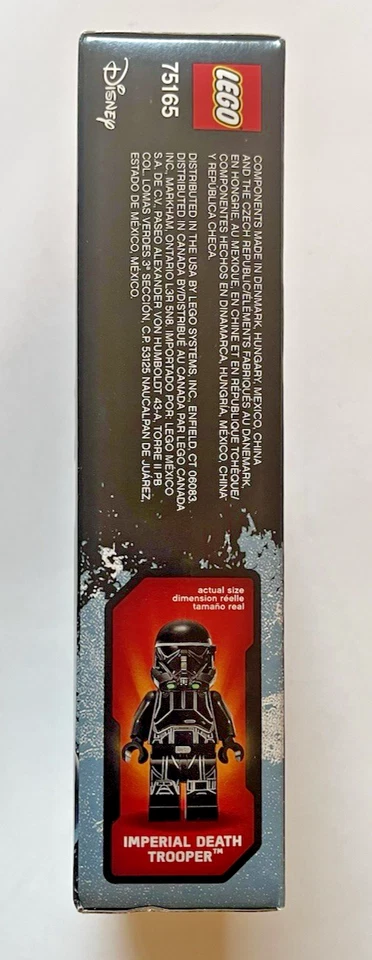 LEGO
75165
Disney
COMPONENTS MADE IN DENMARK, HUNGARY, MEXICO, CHINA
AND THE CZECH REPUBLIC/ÉLÉMENTS FABRIQUÉS AU DANEMARK,
EN HONGRIE, AU MEXIQUE, EN CHINE ET EN RÉPUBLIQUE TCHÈQUE/
COMPONENTES HECHOS EN DINAMARCA, HUNGRÍA, MÉXICO, CHINA
Y REPÚBLICA CHECA.
DISTRIBUTED IN THE USA BY LEGO SYSTEMS, INC., ENFIELD, CT 06083.
DISTRIBUTED IN CANADA BY/DISTRIBUÉ AU CANADA PAR LEGO CANADA
INC., MARKHAM, ONTARIO L3R 5N8. IMPORTADO POR: LEGO MÉXICO
S.A. DE C.V. PASEO ALEXANDER VON HUMBOLDT 43-A, TORRE II PB
COL. LOMAS VERDES 3ª SECCIÓN, C.P. 53125 NAUCALPAN DE JUÁREZ,
ESTADO DE MÉXICO, MÉXICO.
actual size
dimension réelle
tamaño real
IMPERIAL DEATH
TROOPER™